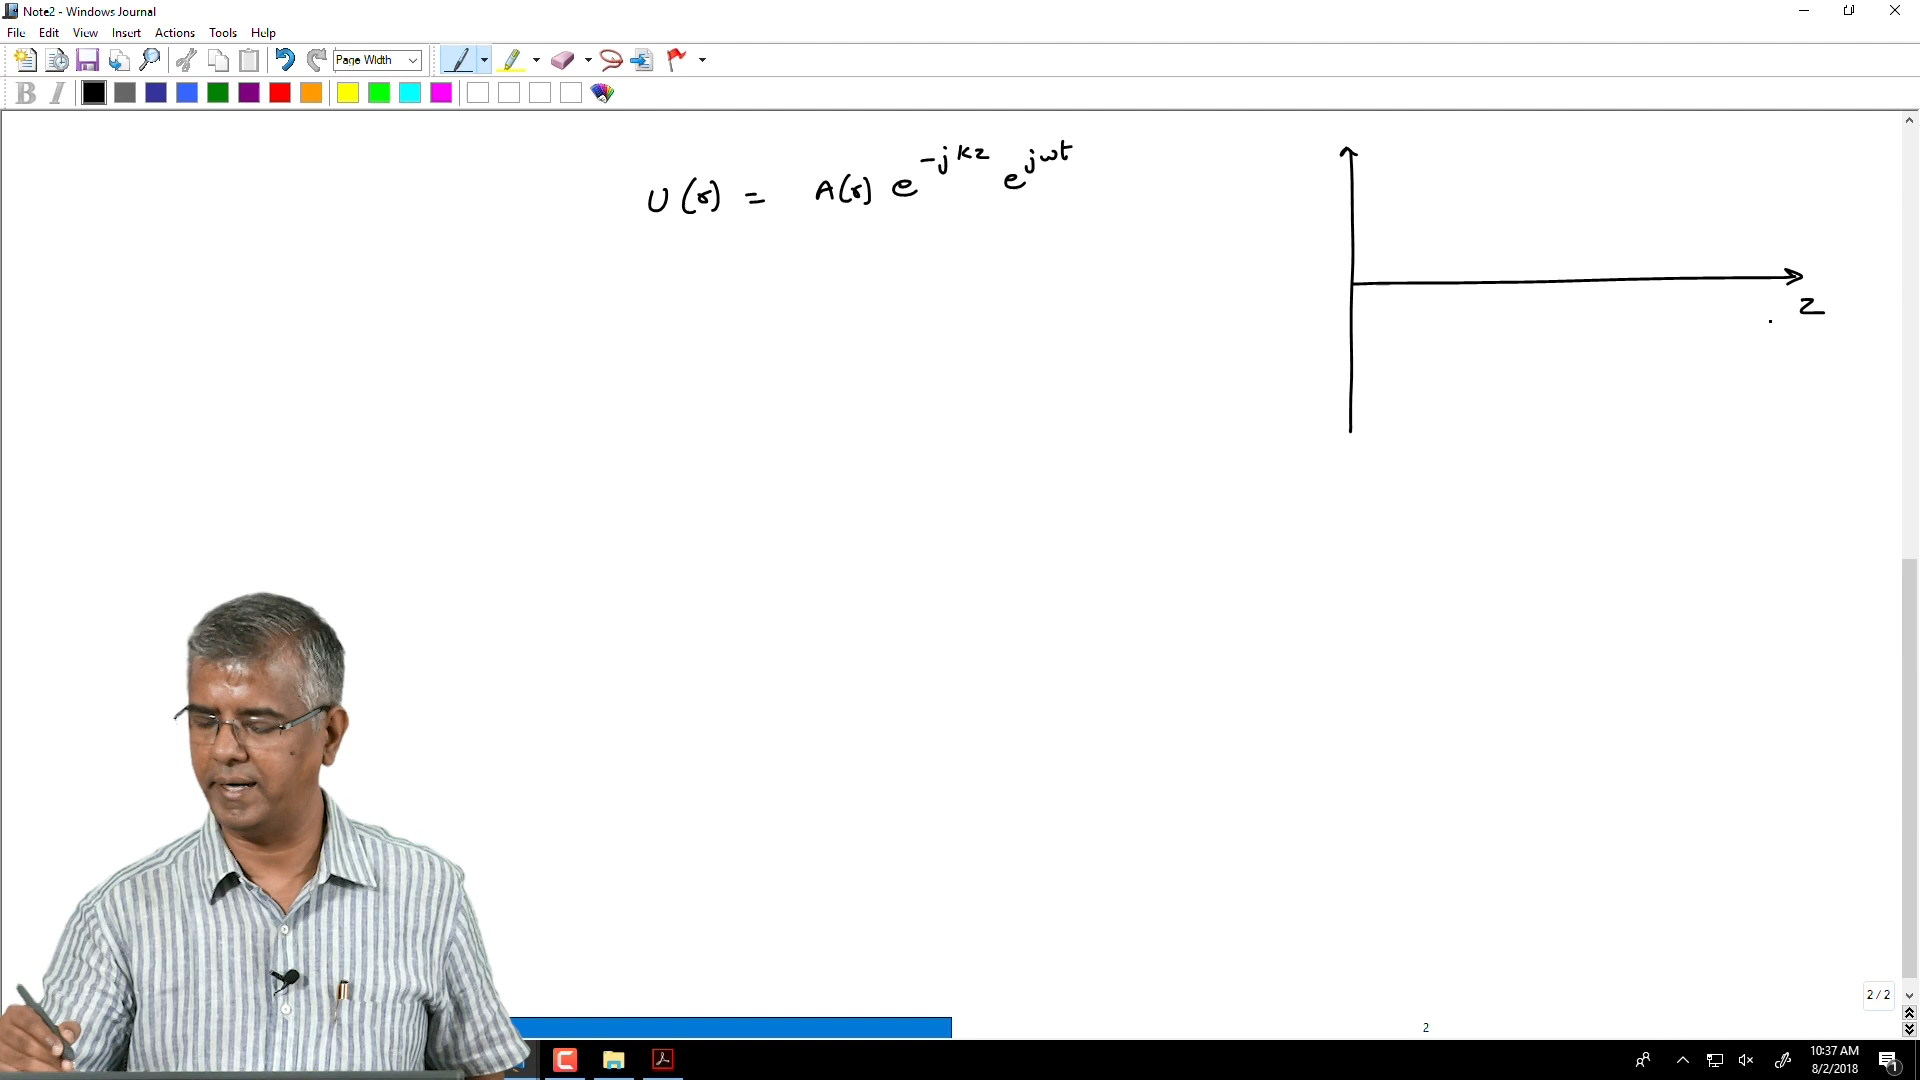 Note2 - Windows Journal
File Edit View Insert Actions Tools Help
Page Width
B I
U(r) = A(r) e^{-jkz} e^{jωt}
z
2 / 2
2
10:37 AM
8/2/2018
1